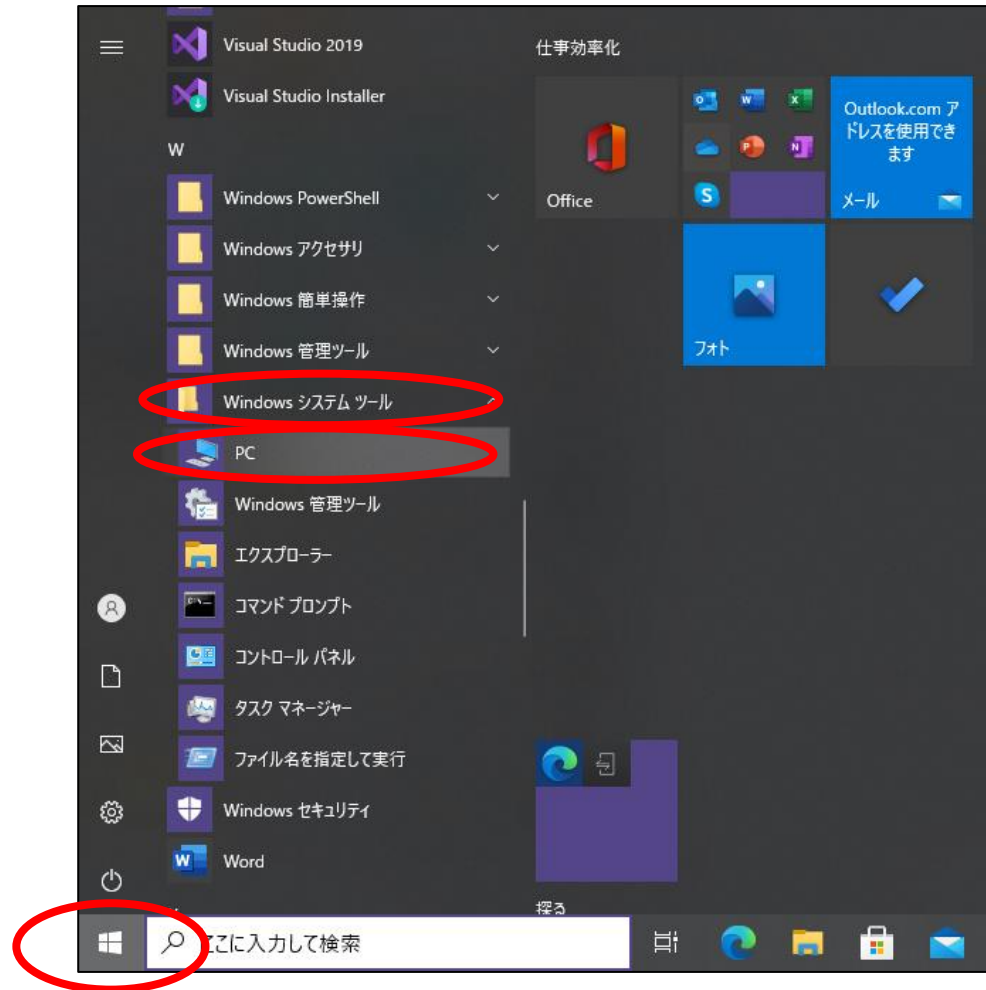 Visual Studio 2019
Visual Studio Installer
W
Windows PowerShell
Windows アクセサリ
Windows 簡単操作
Windows 管理ツール
Windows システム ツール
PC
Windows 管理ツール
エクスプローラー
コマンド プロンプト
コントロール パネル
タスク マネージャー
ファイル名を指定して実行
Windows セキュリティ
Word
仕事効率化
Office
Outlook.com ア
ドレスを使用でき
ます
メール
フォト
探る
ここに入力して検索